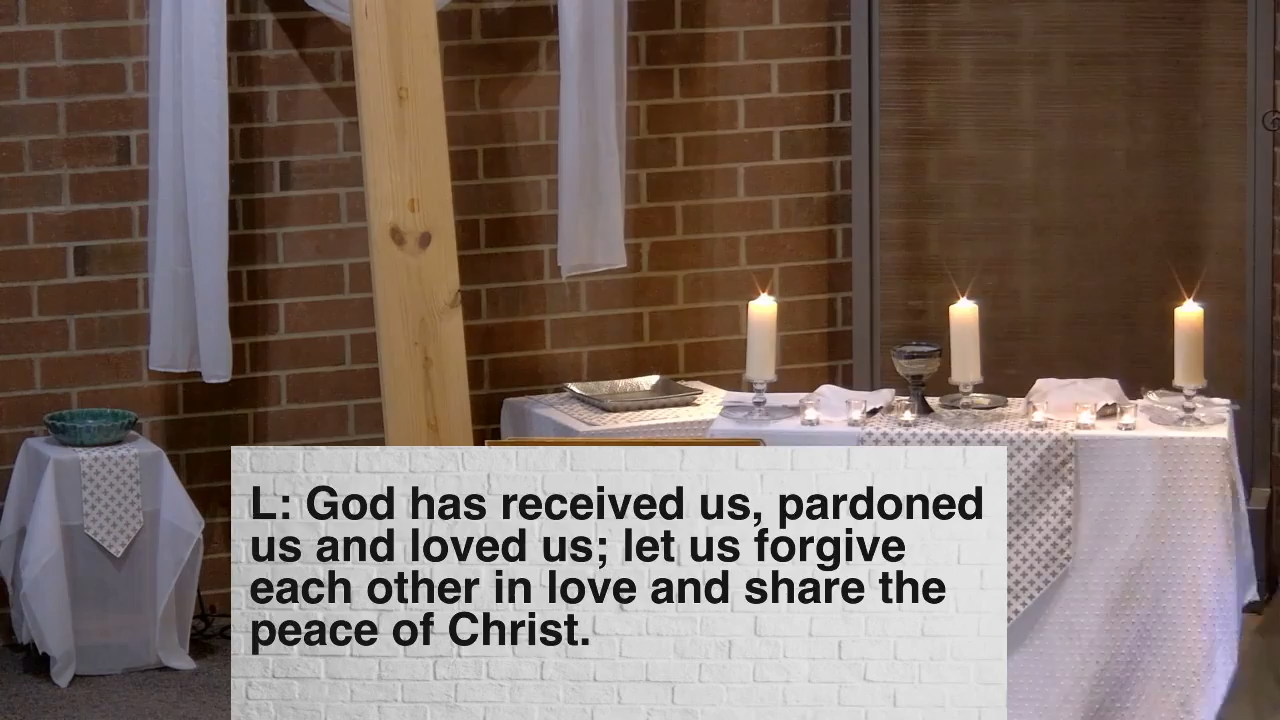 L: God has received us, pardoned
us and loved us; let us forgive
each other in love and share the
peace of Christ.